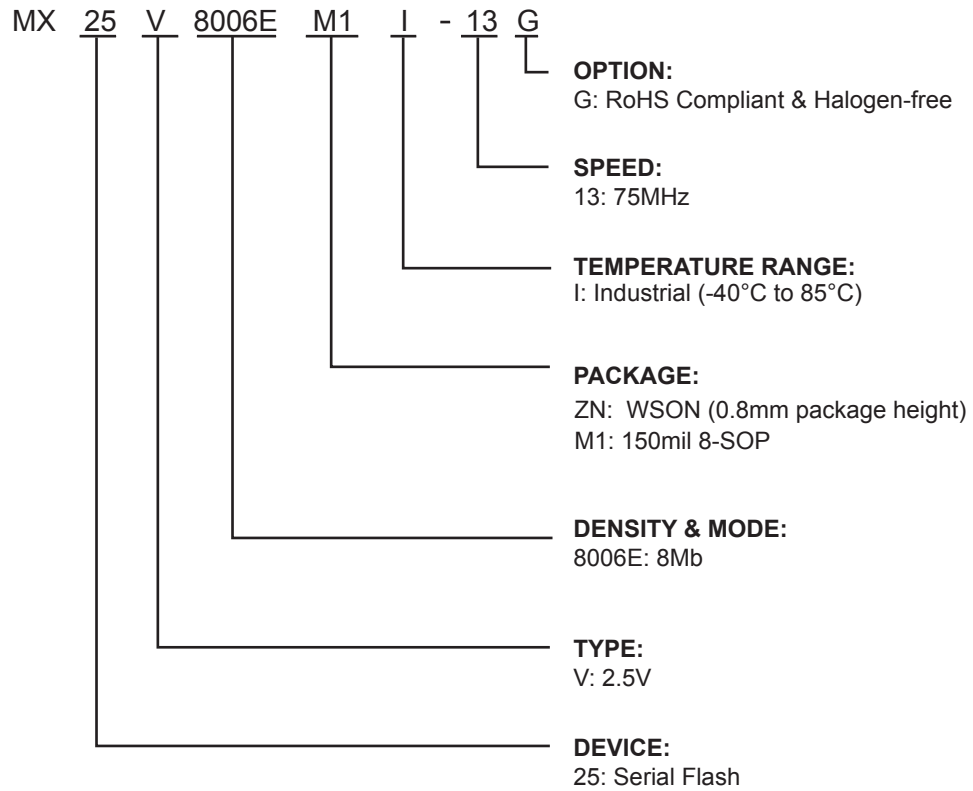 MX 25 V 8006E M1 I - 13 G
OPTION:
G: RoHS Compliant & Halogen-free
SPEED:
13: 75MHz
TEMPERATURE RANGE:
I: Industrial (-40°C to 85°C)
PACKAGE:
ZN: WSON (0.8mm package height)
M1: 150mil 8-SOP
DENSITY & MODE:
8006E: 8Mb
TYPE:
V: 2.5V
DEVICE:
25: Serial Flash